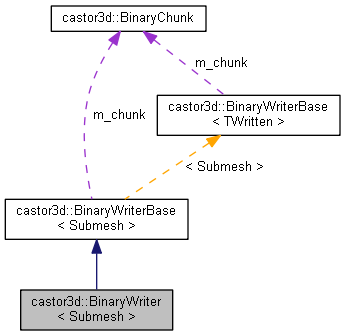 castor3d::BinaryChunk
m_chunk
m_chunk
castor3d::BinaryWriterBase
< TWritten >
< Submesh >
castor3d::BinaryWriterBase
< Submesh >
castor3d::BinaryWriter
< Submesh >